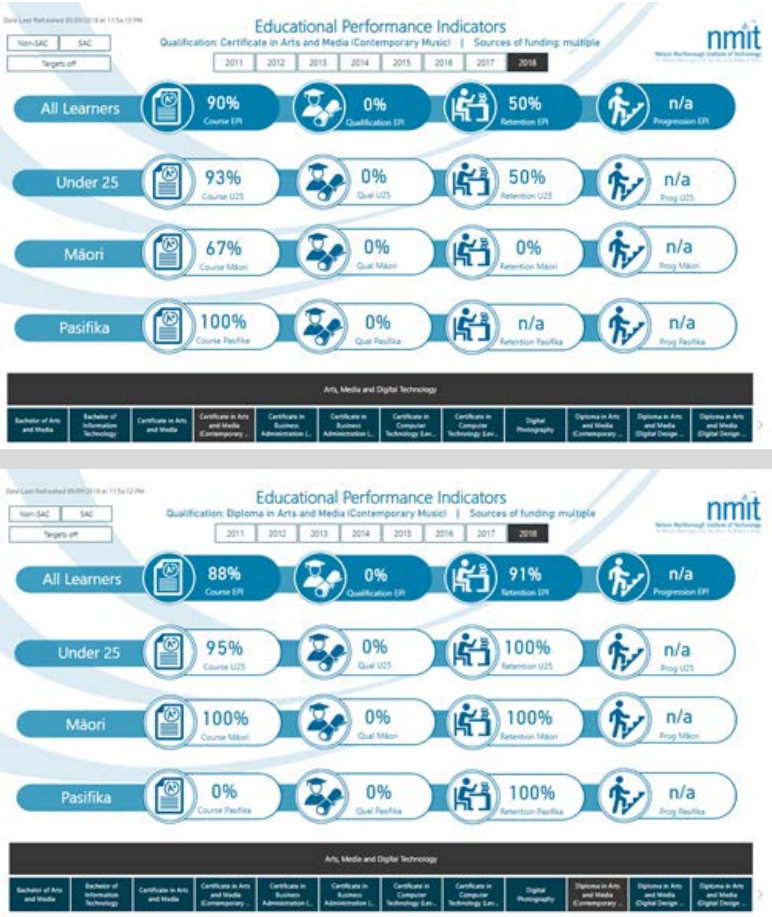 Date Last Refreshed 05/09/2018 at 11:54:12 PM
Educational Performance Indicators
Qualification: Certificate in Arts and Media (Contemporary Music) | Sources of funding: multiple
nmit
Nelson Marlborough Institute of Technology
Non-SAC SAC
Targets off
2011 2012 2013 2014 2015 2016 2017 2018
All Learners 90% 0% 50% n/a
Course EPI Qualification EPI Retention EPI Progression EPI
Under 25 93% 0% 50% n/a
Course U25 Qual U25 Retention U25 Prog U25
Māori 67% 0% 0% n/a
Course Māori Qual Māori Retention Māori Prog Māori
Pasifika 100% 0% n/a n/a
Course Pasifika Qual Pasifika Retention Pasifika Prog Pasifika
Arts, Media and Digital Technology
Bachelor of Arts and Media
Bachelor of Information Technology
Certificate in Arts and Media
Certificate in Arts and Media (Contemporary ...
Certificate in Business Administration (...
Certificate in Business Administration (...
Certificate in Computer Technology (Lev...
Certificate in Computer Technology (Lev...
Digital Photography
Diploma in Arts and Media (Contemporary ...
Diploma in Arts and Media (Digital Design ...
Diploma in Arts and Media (Digital Design ...
Date Last Refreshed 05/09/2018 at 11:54:12 PM
Educational Performance Indicators
Qualification: Diploma in Arts and Media (Contemporary Music) | Sources of funding: multiple
nmit
Nelson Marlborough Institute of Technology
Non-SAC SAC
Targets off
2011 2012 2013 2014 2015 2016 2017 2018
All Learners 88% 0% 91% n/a
Course EPI Qualification EPI Retention EPI Progression EPI
Under 25 95% 0% 100% n/a
Course U25 Qual U25 Retention U25 Prog U25
Māori 100% 0% 100% n/a
Course Māori Qual Māori Retention Māori Prog Māori
Pasifika 0% 0% 100% n/a
Course Pasifika Qual Pasifika Retention Pasifika Prog Pasifika
Arts, Media and Digital Technology
Bachelor of Arts and Media
Bachelor of Information Technology
Certificate in Arts and Media
Certificate in Arts and Media (Contemporary ...
Certificate in Business Administration (...
Certificate in Business Administration (...
Certificate in Computer Technology (Lev...
Certificate in Computer Technology (Lev...
Digital Photography
Diploma in Arts and Media (Contemporary ...
Diploma in Arts and Media (Digital Design ...
Diploma in Arts and Media (Digital Design ...